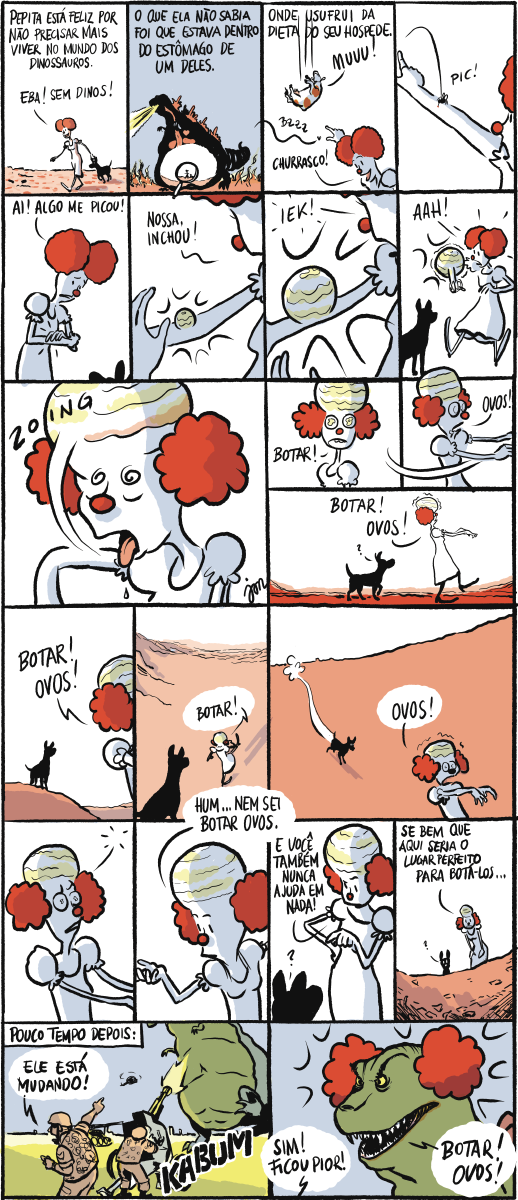 PEPITA ESTÁ FELIZ POR
NÃO PRECISAR MAIS
VIVER NO MUNDO DOS
DINOSSAUROS.
EBA! SEM DINOS!
O QUE ELA NÃO SABIA
FOI QUE ESTAVA DENTRO
DO ESTÔMAGO DE
UM DELES.
ONDE USUFRUI DA
DIETA DO SEU HOSPEDE.
MUUU!
BZZZ
CHURRASCO!
PIC!
AI! ALGO ME PICOU!
NOSSA,
INCHOU!
IEK!
AAH!
ZOING
jon
BOTAR!
OVOS!
BOTAR!
OVOS!
?
BOTAR!
OVOS!
BOTAR!
OVOS!
HUM... NEM SEI
BOTAR OVOS.
E VOCÊ
TAMBÉM
NUNCA
AJUDA EM
NADA!
?
SE BEM QUE
AQUI SERIA O
LUGAR PERFEITO
PARA BOTÁ-LOS...
?
POUCO TEMPO DEPOIS:
ELE ESTÁ
MUDANDO!
KABUM
SIM!
FICOU PIOR!
BOTAR!
OVOS!